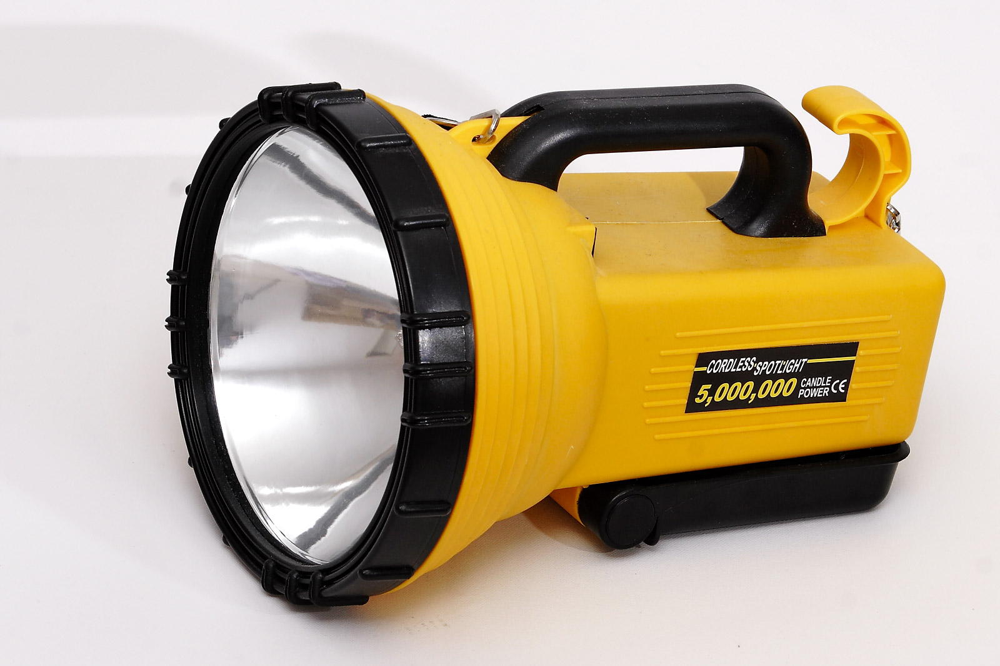 CORDLESS SPOTLIGHT
5,000,000 CANDLE POWER CE